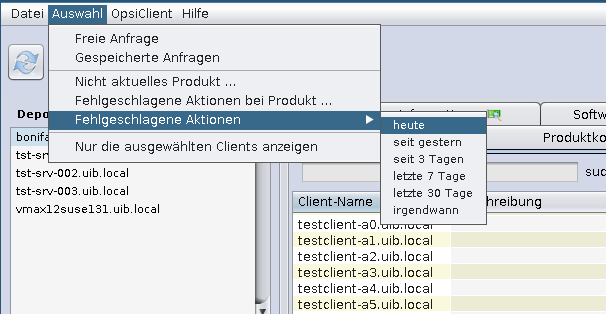 Datei Auswahl OpsiClient Hilfe
Freie Anfrage
Gespeicherte Anfragen
Nicht aktuelles Produkt ...
Fehlgeschlagene Aktionen bei Produkt ...
Fehlgeschlagene Aktionen
Nur die ausgewählten Clients anzeigen
heute
seit gestern
seit 3 Tagen
letzte 7 Tage
letzte 30 Tage
irgendwann
Depo
bonifa
tst-sr
tst-srv-002.uib.local
tst-srv-003.uib.local
vmax12suse131.uib.local
Softw
Produktko
suc
Client-Name
hreibung
testclient-a0.uib.local
testclient-a1.uib.local
testclient-a2.uib.local
testclient-a3.uib.local
testclient-a4.uib.local
testclient-a5.uib.local